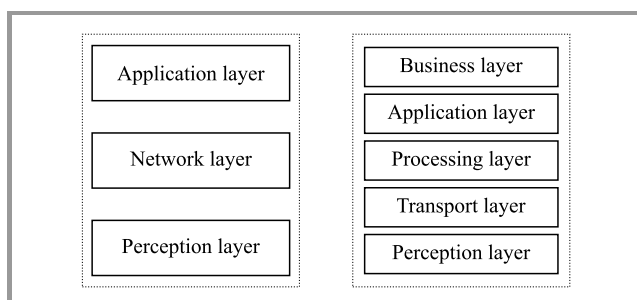 Application layer
Network layer
Perception layer
Business layer
Application layer
Processing layer
Transport layer
Perception layer